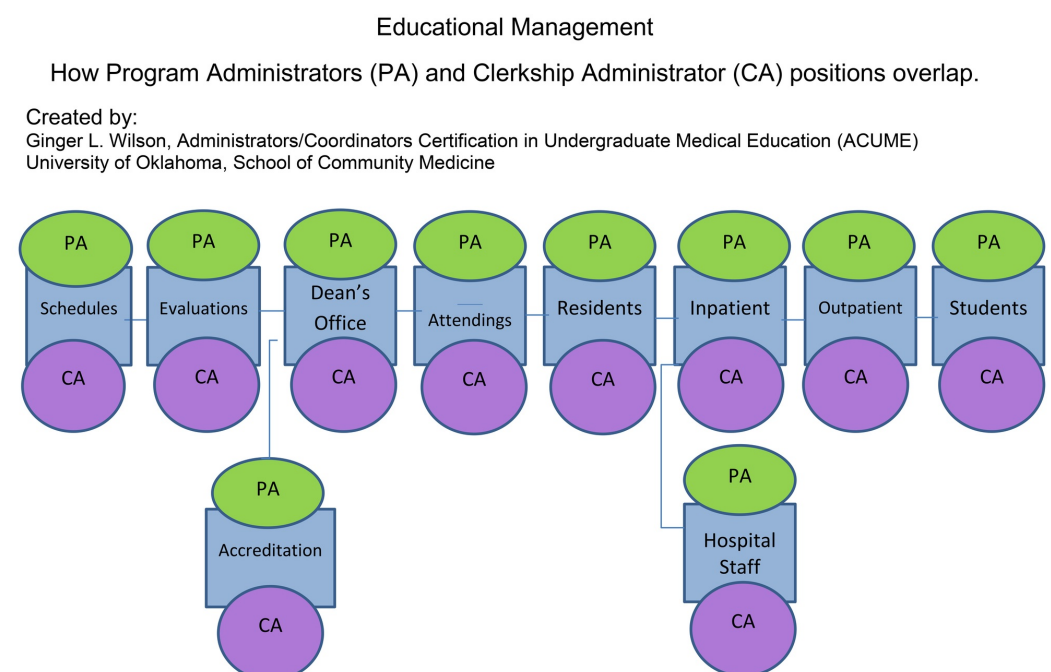 Educational Management
How Program Administrators (PA) and Clerkship Administrator (CA) positions overlap.
Created by:
Ginger L. Wilson, Administrators/Coordinators Certification in Undergraduate Medical Education (ACUME)
University of Oklahoma, School of Community Medicine
PA PA PA PA PA PA PA PA
Schedules Evaluations Dean's Attendings Residents Inpatient Outpatient Students
Office
CA CA CA CA CA CA CA CA
PA
Accreditation
CA
PA
Hospital
Staff
CA